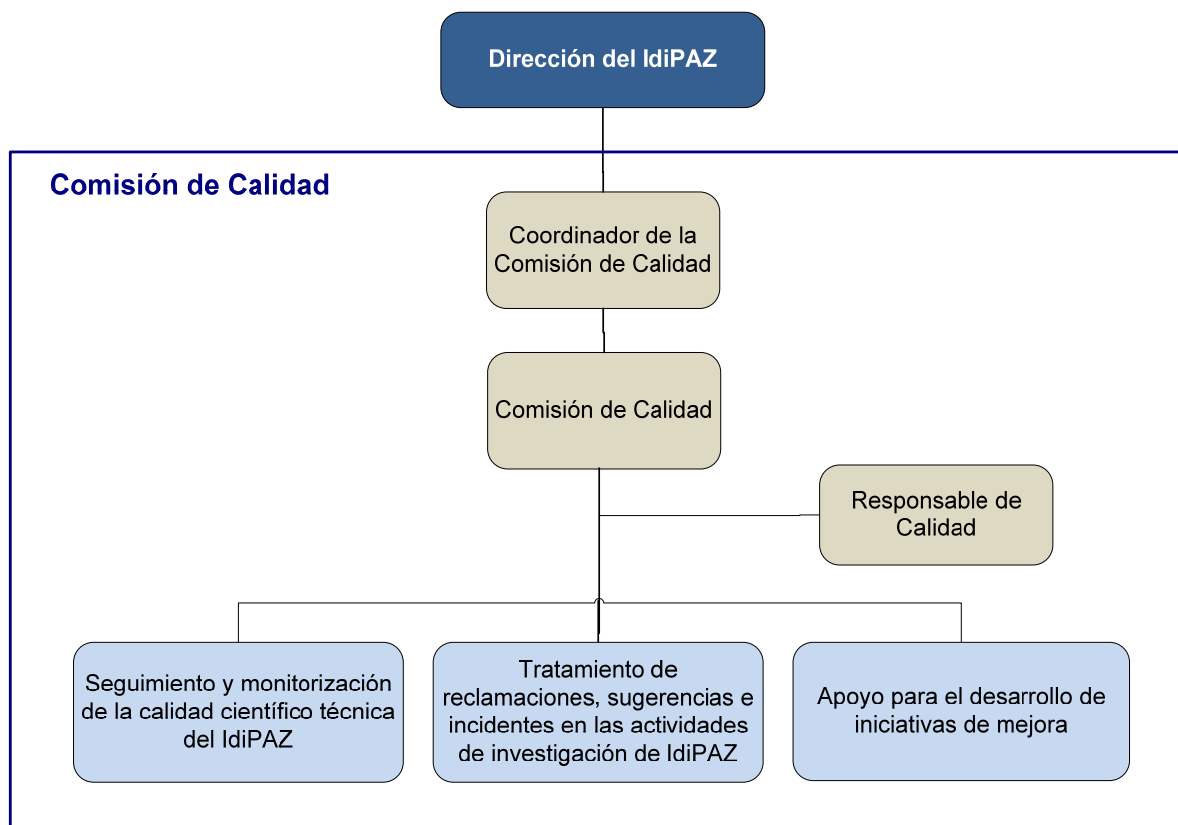 Dirección del IdiPAZ
Comisión de Calidad
Coordinador de la
Comisión de Calidad
Comisión de Calidad
Responsable de
Calidad
Seguimiento y monitorización
de la calidad científico técnica
del IdiPAZ
Tratamiento de
reclamaciones, sugerencias e
incidentes en las actividades
de investigación de IdiPAZ
Apoyo para el desarrollo de
iniciativas de mejora